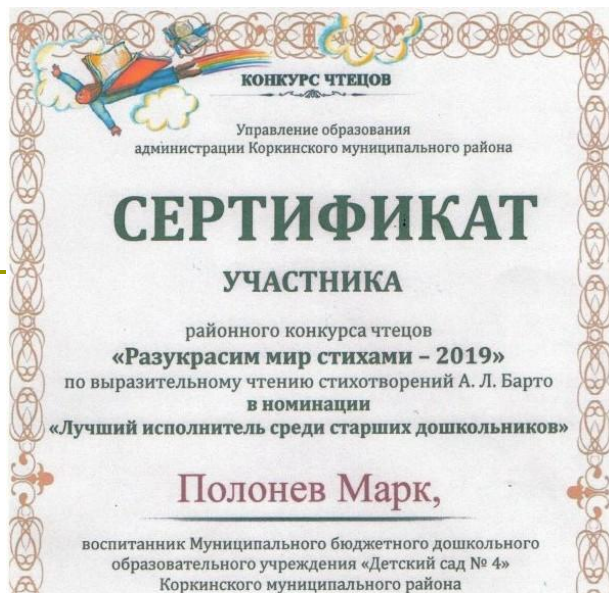 КОНКУРС ЧТЕЦОВ
Управление образования
администрации Коркинского муниципального района
СЕРТИФИКАТ
УЧАСТНИКА
районного конкурса чтецов
«Разукрасим мир стихами – 2019»
по выразительному чтению стихотворений А. Л. Барто
в номинации
«Лучший исполнитель среди старших дошкольников»
Полонев Марк,
воспитанник Муниципального бюджетного дошкольного
образовательного учреждения «Детский сад № 4»
Коркинского муниципального района